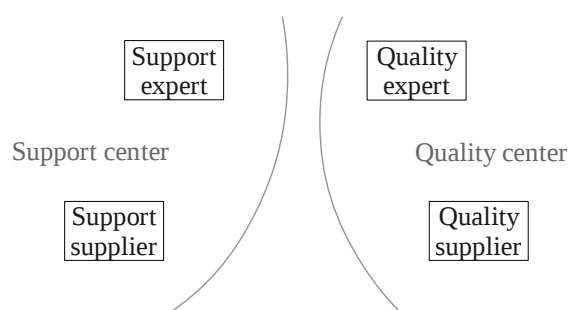 Support
expert
Quality
expert
Support center
Quality center
Support
supplier
Quality
supplier